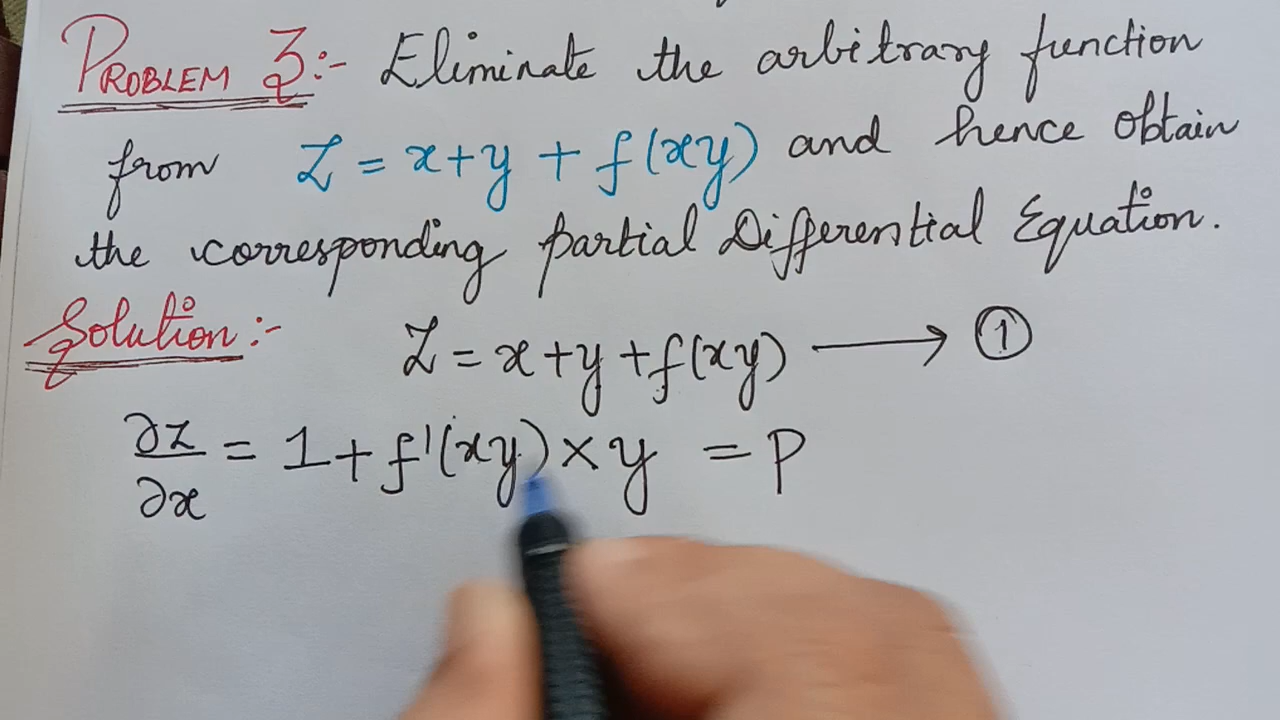 PROBLEM 3:- Eliminate the arbitrary function
from Z = x+y + f(xy) and hence obtain
the corresponding partial Differential Equation.
Solution:- Z = x+y+f(xy) ⟶ ①
∂z/∂x = 1+f'(xy)×y = P